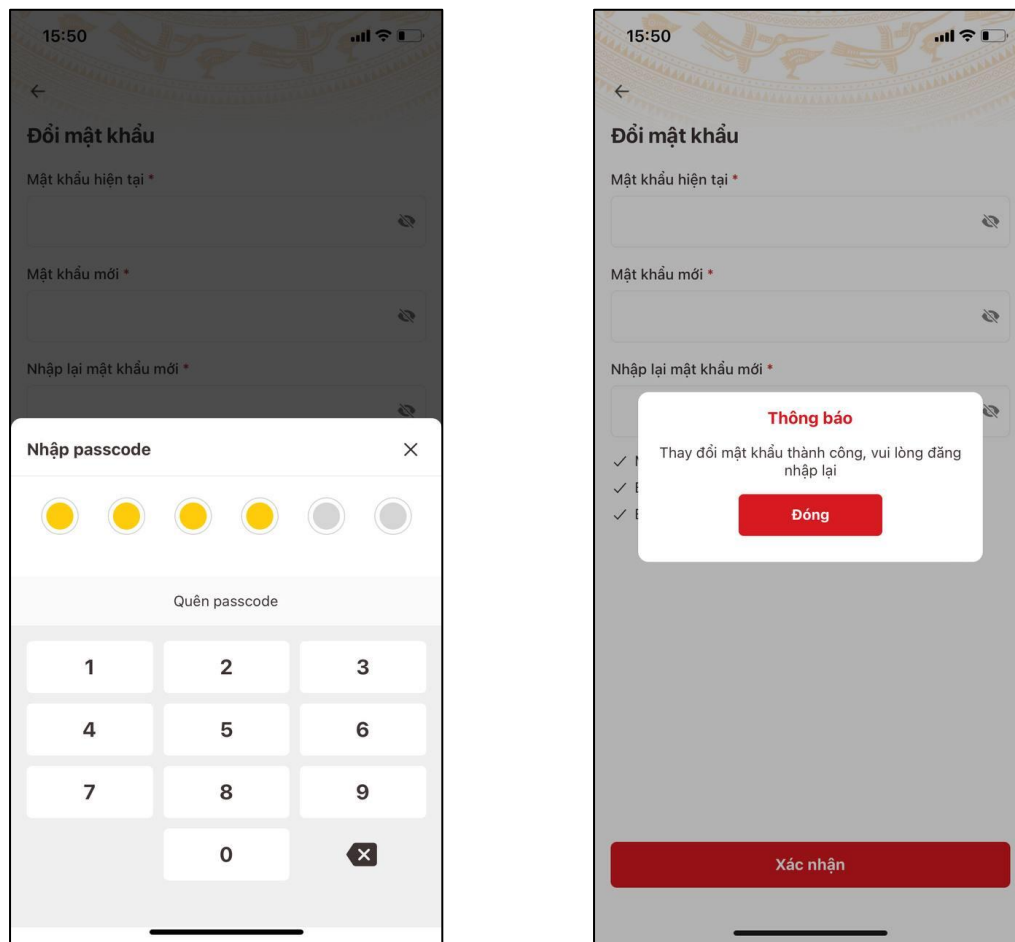 15:50
Đổi mật khẩu
Mật khẩu hiện tại *
Mật khẩu mới *
Nhập lại mật khẩu mới *
Nhập passcode
Quên passcode
1 2 3
4 5 6
7 8 9
0
15:50
Đổi mật khẩu
Mật khẩu hiện tại *
Mật khẩu mới *
Nhập lại mật khẩu mới *
Thông báo
Thay đổi mật khẩu thành công, vui lòng đăng
nhập lại
Đóng
Xác nhận